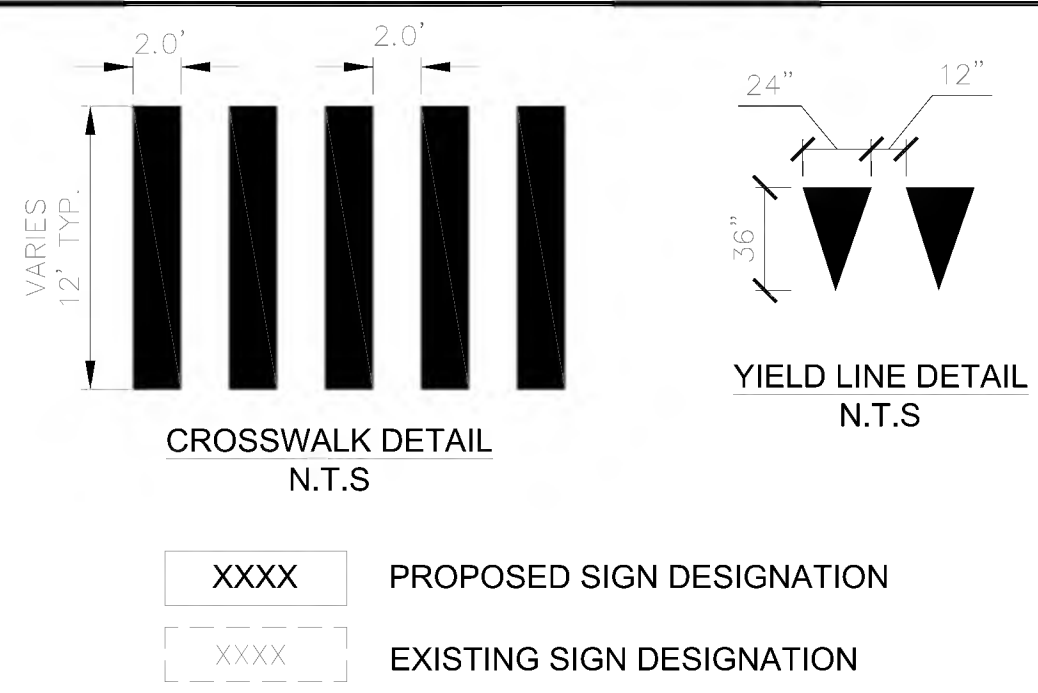 2.0'
2.0'
VARIES
12' TYP.
CROSSWALK DETAIL
N.T.S
24"
12"
36"
YIELD LINE DETAIL
N.T.S
XXXX PROPOSED SIGN DESIGNATION
XXXX EXISTING SIGN DESIGNATION